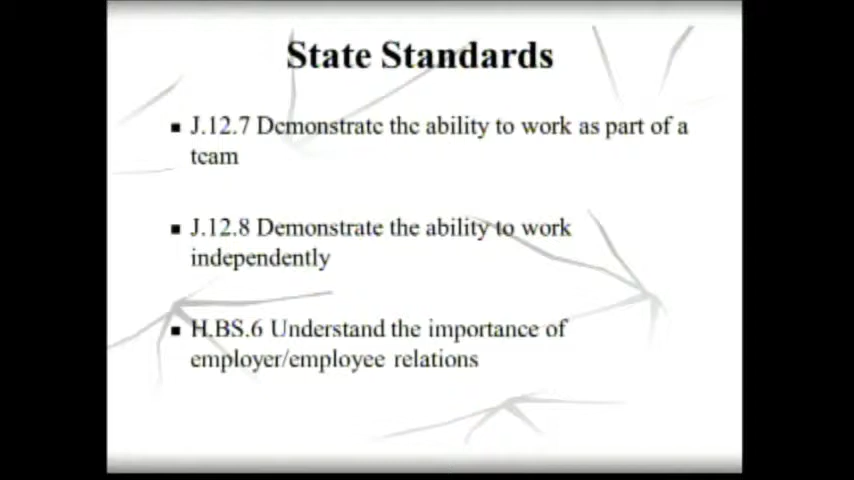 State Standards
▪ J.12.7 Demonstrate the ability to work as part of a
team
▪ J.12.8 Demonstrate the ability to work
independently
▪ H.BS.6 Understand the importance of
employer/employee relations